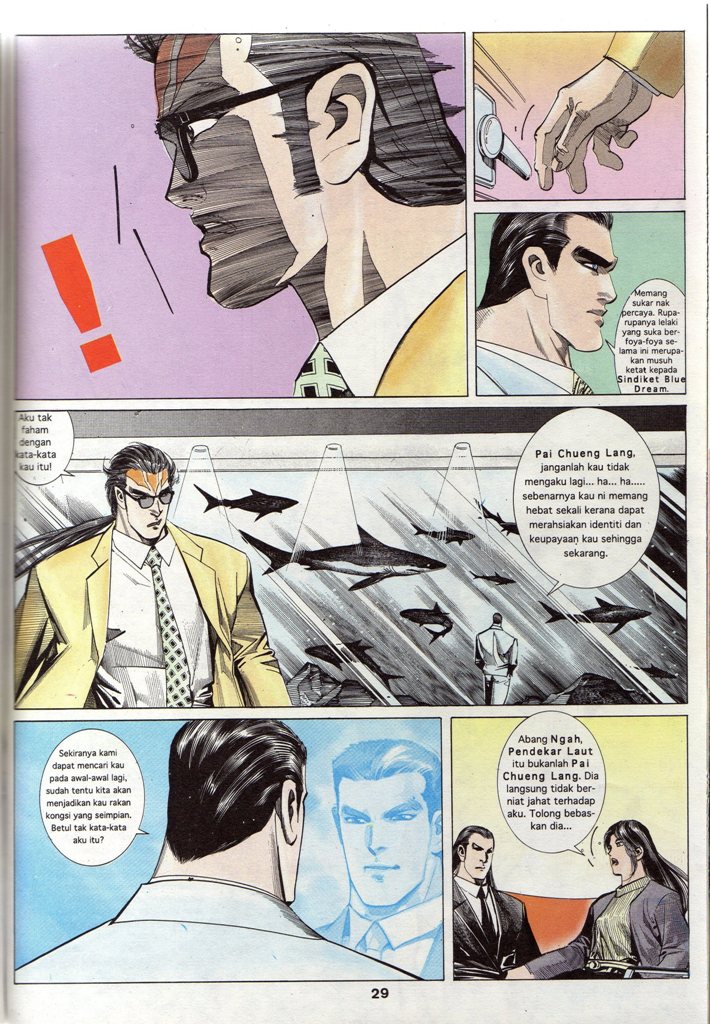 !
Memang
sukar nak
percaya. Rupa-
rupanya lelaki
yang suka ber-
foya-foya se-
lama ini merup-
akan musuh
ketat kepada
Sindiket Blue
Dream.
Aku tak
faham
dengan
kata-kata
kau itu!
Pai Chueng Lang,
janganlah kau tidak
mengaku lagi... ha... ha.....
sebenarnya kau ni memang
hebat sekali kerana dapat
merahsiakan identiti dan
keupayaan kau sehingga
sekarang.
Sekiranya kami
dapat mencari kau
pada awal-awal lagi,
sudah tentu kita akan
menjadikan kau rakan
kongsi yang seimpian.
Betul tak kata-kata
aku itu?
Abang Ngah,
Pendekar Laut
itu bukanlah Pai
Chueng Lang. Dia
langsung tidak ber-
niat jahat terhadap
aku. Tolong bebas-
kan dia...
29